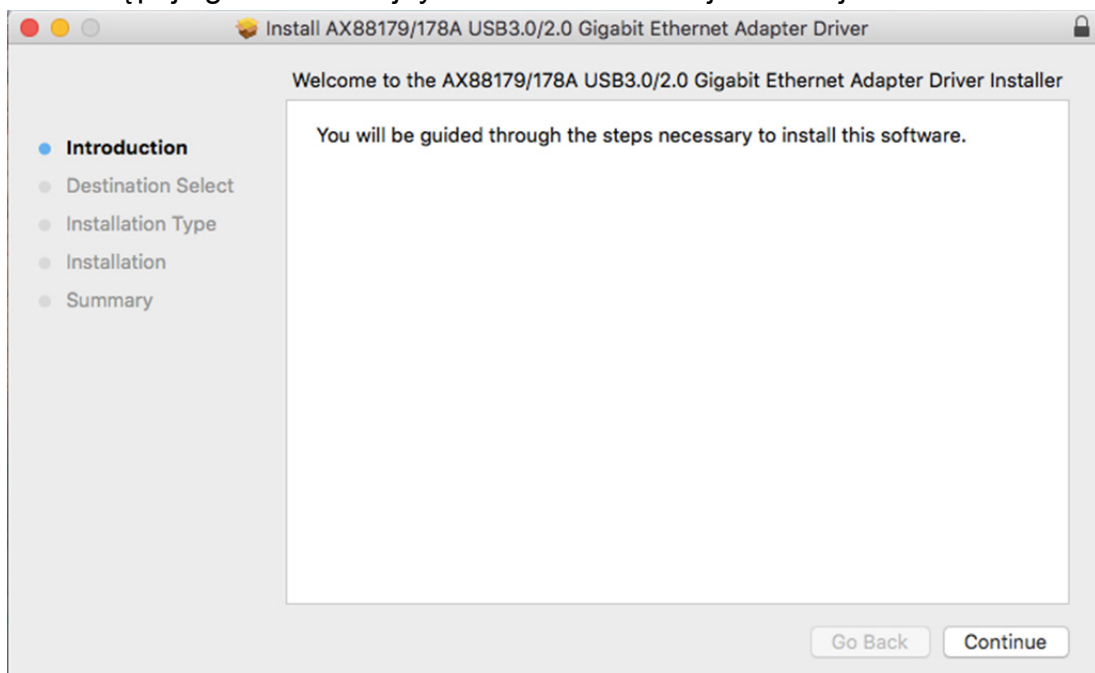 Install AX88179/178A USB3.0/2.0 Gigabit Ethernet Adapter Driver
Welcome to the AX88179/178A USB3.0/2.0 Gigabit Ethernet Adapter Driver Installer
You will be guided through the steps necessary to install this software.
Introduction
Destination Select
Installation Type
Installation
Summary
Go Back
Continue